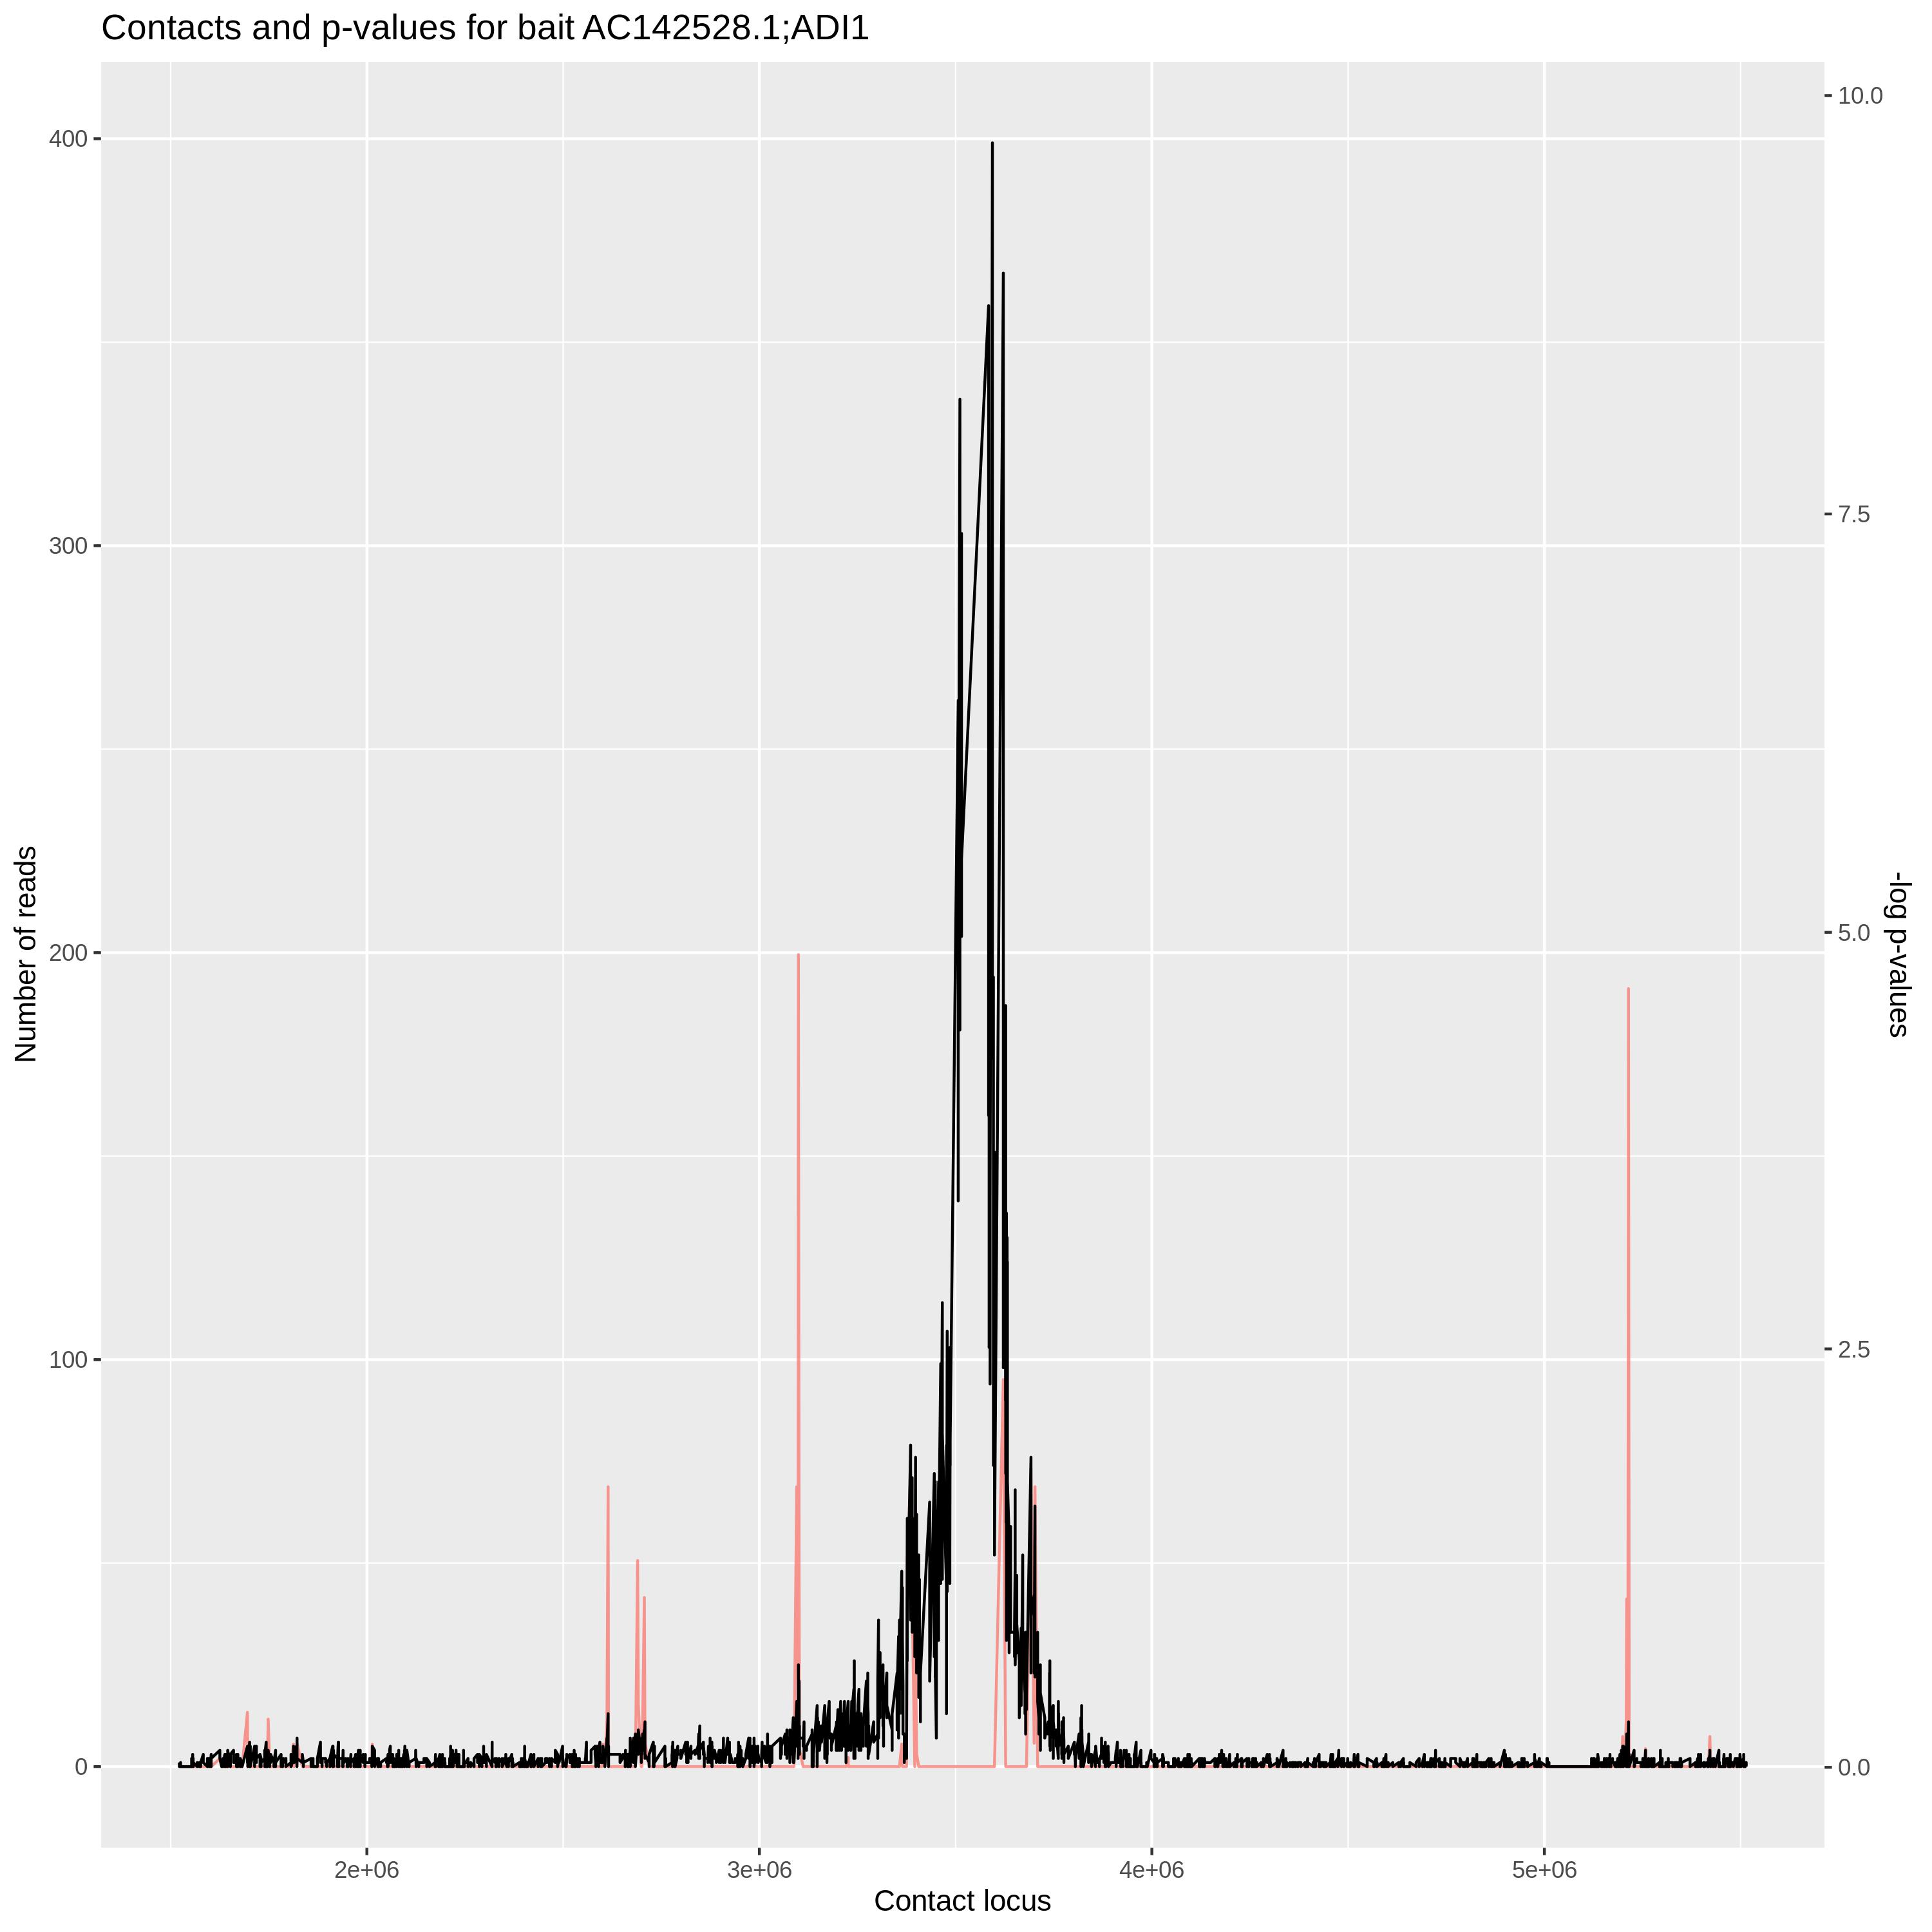 Contacts and p-values for bait AC142528.1;ADI1
400
300
200
100
0
Number of reads
10.0
7.5
5.0
2.5
0.0
-log p-values
2e+06
3e+06
4e+06
5e+06
Contact locus